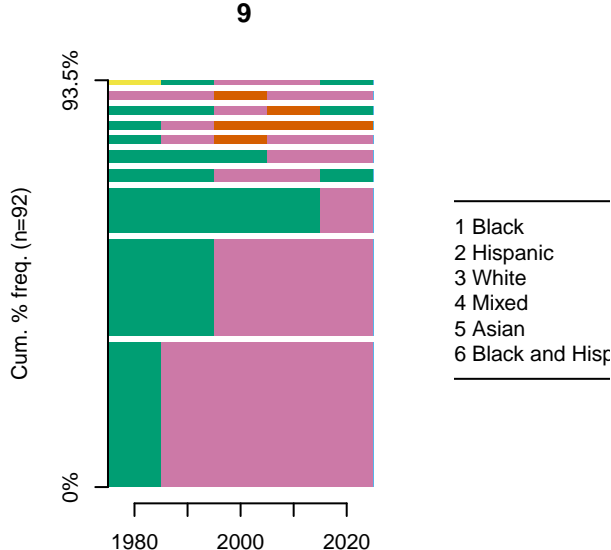 9
93.5%
Cum. % freq. (n=92)
0%
1 Black
2 Hispanic
3 White
4 Mixed
5 Asian
6 Black and Hisp
1980 2000 2020